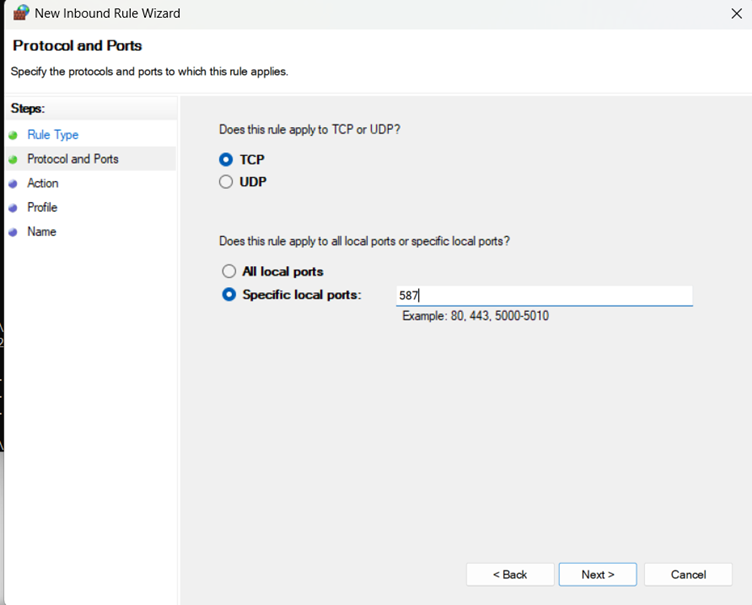 New Inbound Rule Wizard
Protocol and Ports
Specify the protocols and ports to which this rule applies.
Steps:
Rule Type
Protocol and Ports
Action
Profile
Name
Does this rule apply to TCP or UDP?
TCP
UDP
Does this rule apply to all local ports or specific local ports?
All local ports
Specific local ports:
587
Example: 80, 443, 5000-5010
< Back
Next >
Cancel